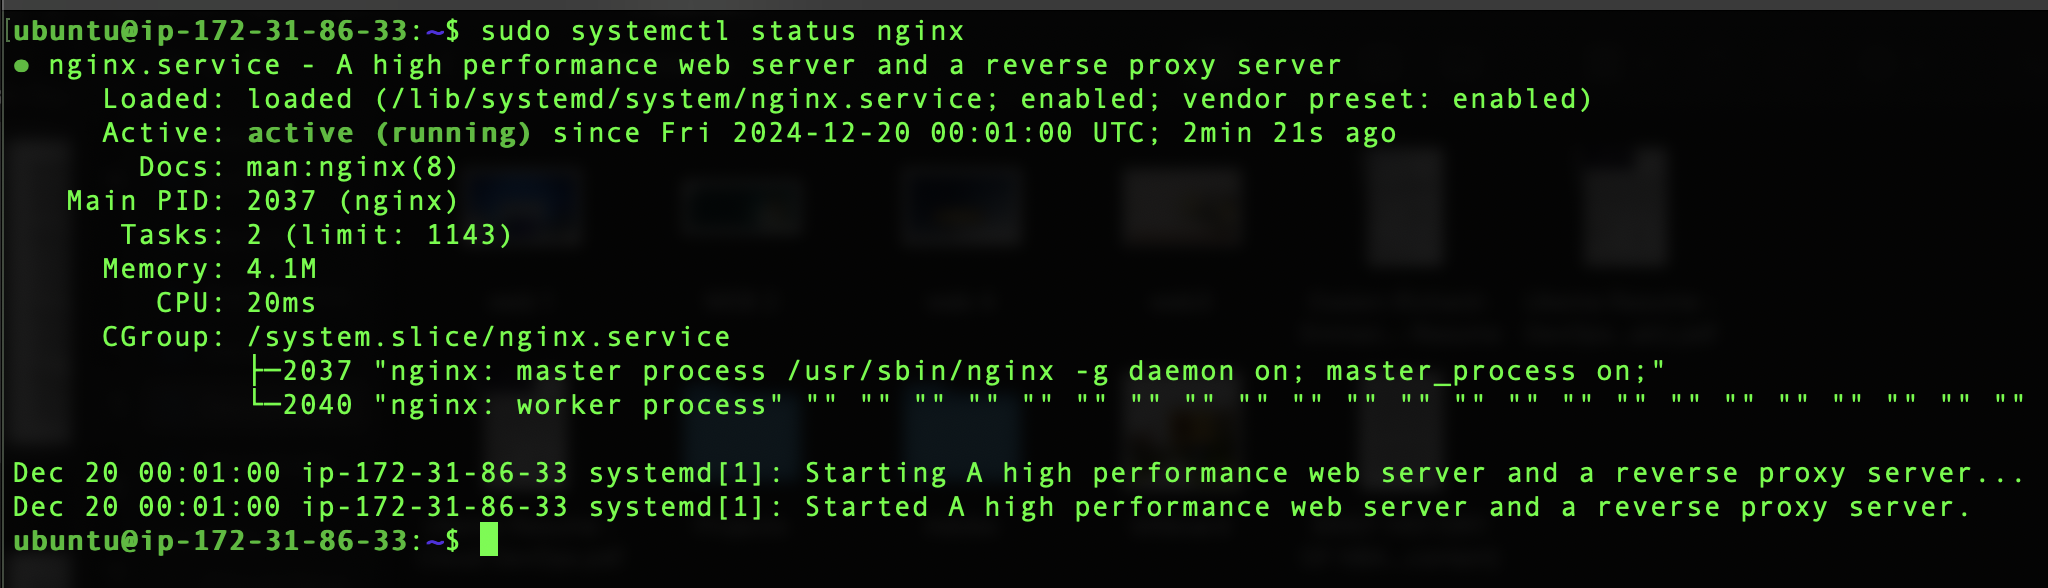 ubuntu@ip-172-31-86-33:~$ sudo systemctl status nginx
● nginx.service - A high performance web server and a reverse proxy server
Loaded: loaded (/lib/systemd/system/nginx.service; enabled; vendor preset: enabled)
Active: active (running) since Fri 2024-12-20 00:01:00 UTC; 2min 21s ago
Docs: man:nginx(8)
Main PID: 2037 (nginx)
Tasks: 2 (limit: 1143)
Memory: 4.1M
CPU: 20ms
CGroup: /system.slice/nginx.service
├─2037 "nginx: master process /usr/sbin/nginx -g daemon on; master_process on;"
└─2040 "nginx: worker process" "" "" "" "" "" "" "" "" "" "" "" "" "" "" "" "" "" "" "" "" "" "" ""
Dec 20 00:01:00 ip-172-31-86-33 systemd[1]: Starting A high performance web server and a reverse proxy server...
Dec 20 00:01:00 ip-172-31-86-33 systemd[1]: Started A high performance web server and a reverse proxy server.
ubuntu@ip-172-31-86-33:~$